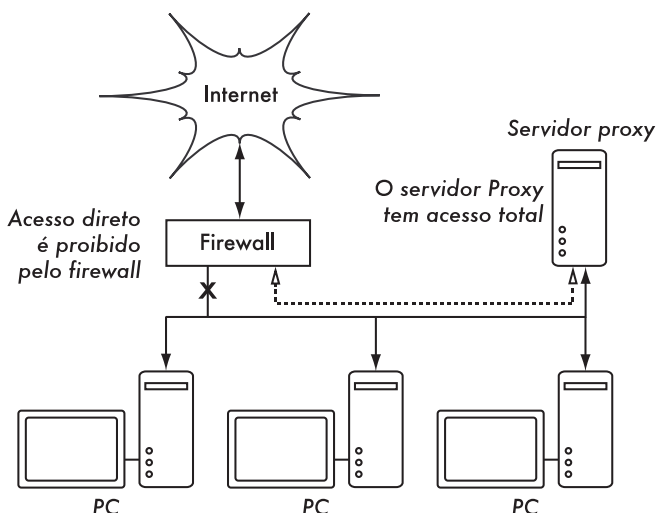 Internet
Servidor proxy
O servidor Proxy
tem acesso total
Acesso direto
é proibido
pelo firewall
Firewall
X
PC
PC
PC